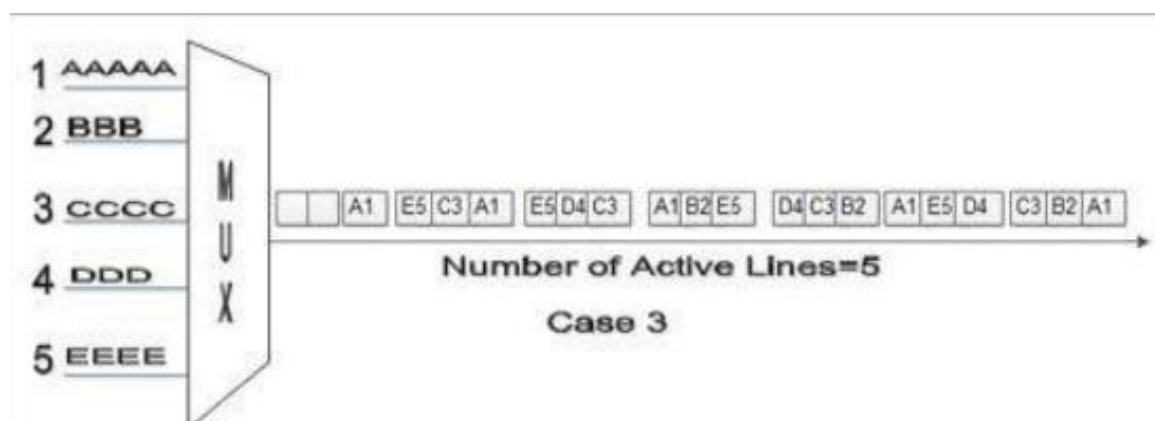 1 AAAAA
2 BBB
3 CCCC
4 DDD
5 EEEE
M
U
X
A1 E5 C3 A1 E5 D4 C3 A1 B2 E5 D4 C3 B2 A1 E5 D4 C3 B2 A1
Number of Active Lines=5
Case 3